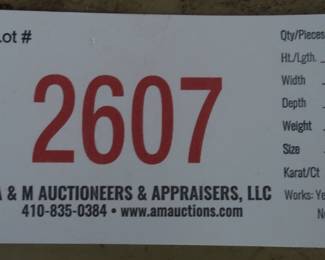 Lot #
2607
A & M AUCTIONEERS & APPRAISERS, LLC
410-835-0384 • www.amauctions.com
Qty/Pieces
Ht./Lgth.
Width
Depth
Weight
Size
Karat/Ct
Works: Ye
N